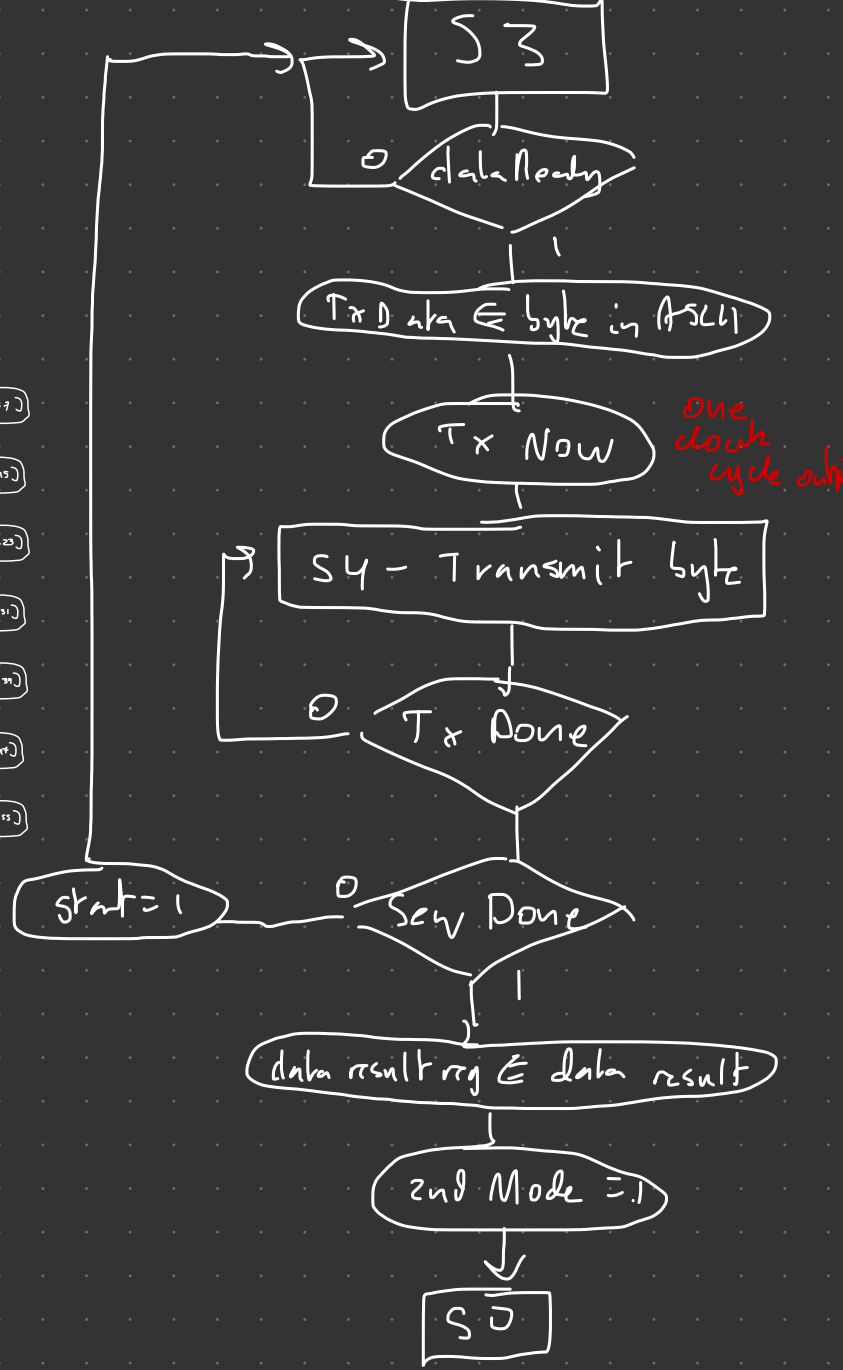 S3
0
dataReady
1
TxData ⋲ byte in ASCII
Tx Now
one
clock
cycle
S4 - Transmit byte
0
Tx Done
0
Seq Done
start = 1
1
data result reg ⋲ data result
2nd Mode = 1
S0